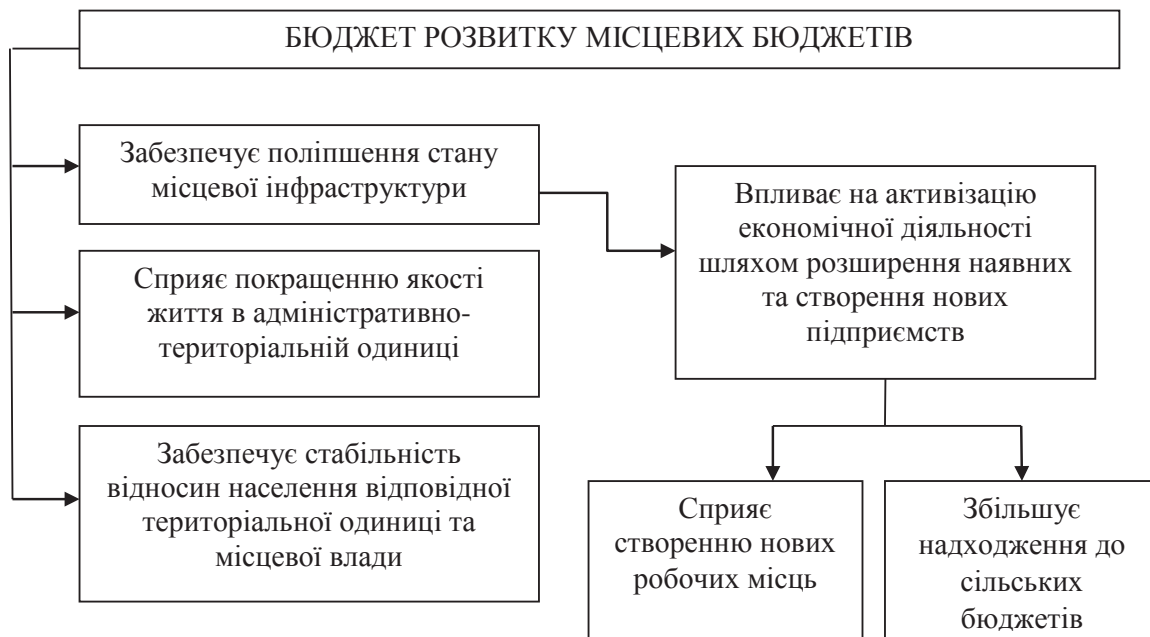 БЮДЖЕТ РОЗВИТКУ МІСЦЕВИХ БЮДЖЕТІВ
Забезпечує поліпшення стану
місцевої інфраструктури
Сприяє покращенню якості
життя в адміністративно-
територіальній одиниці
Забезпечує стабільність
відносин населення відповідної
територіальної одиниці та
місцевої влади
Впливає на активізацію
економічної діяльності
шляхом розширення наявних
та створення нових
підприємств
Сприяє
створенню нових
робочих місць
Збільшує
надходження до
сільських
бюджетів